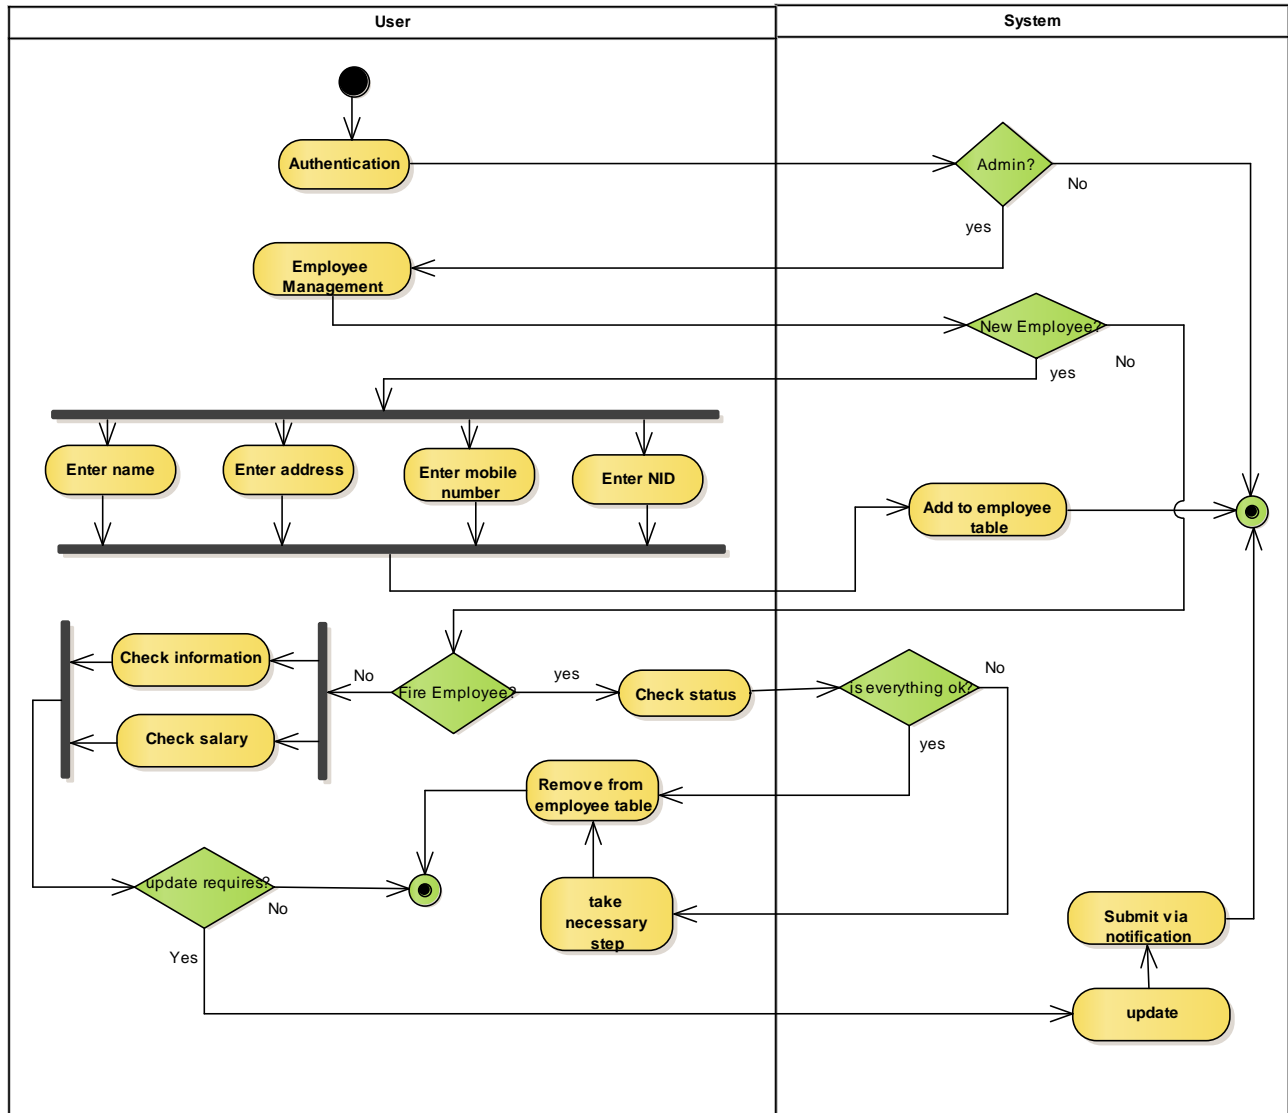 User
System
Authentication
Admin?
No
yes
Employee
Management
New Employee?
No
yes
Enter name
Enter address
Enter mobile
number
Enter NID
Add to employee
table
Check information
No
Fire Employee?
yes
Check status
is everything ok?
No
Check salary
yes
Remove from
employee table
update requires?
No
take
necessary
step
Submit via
notification
Yes
update